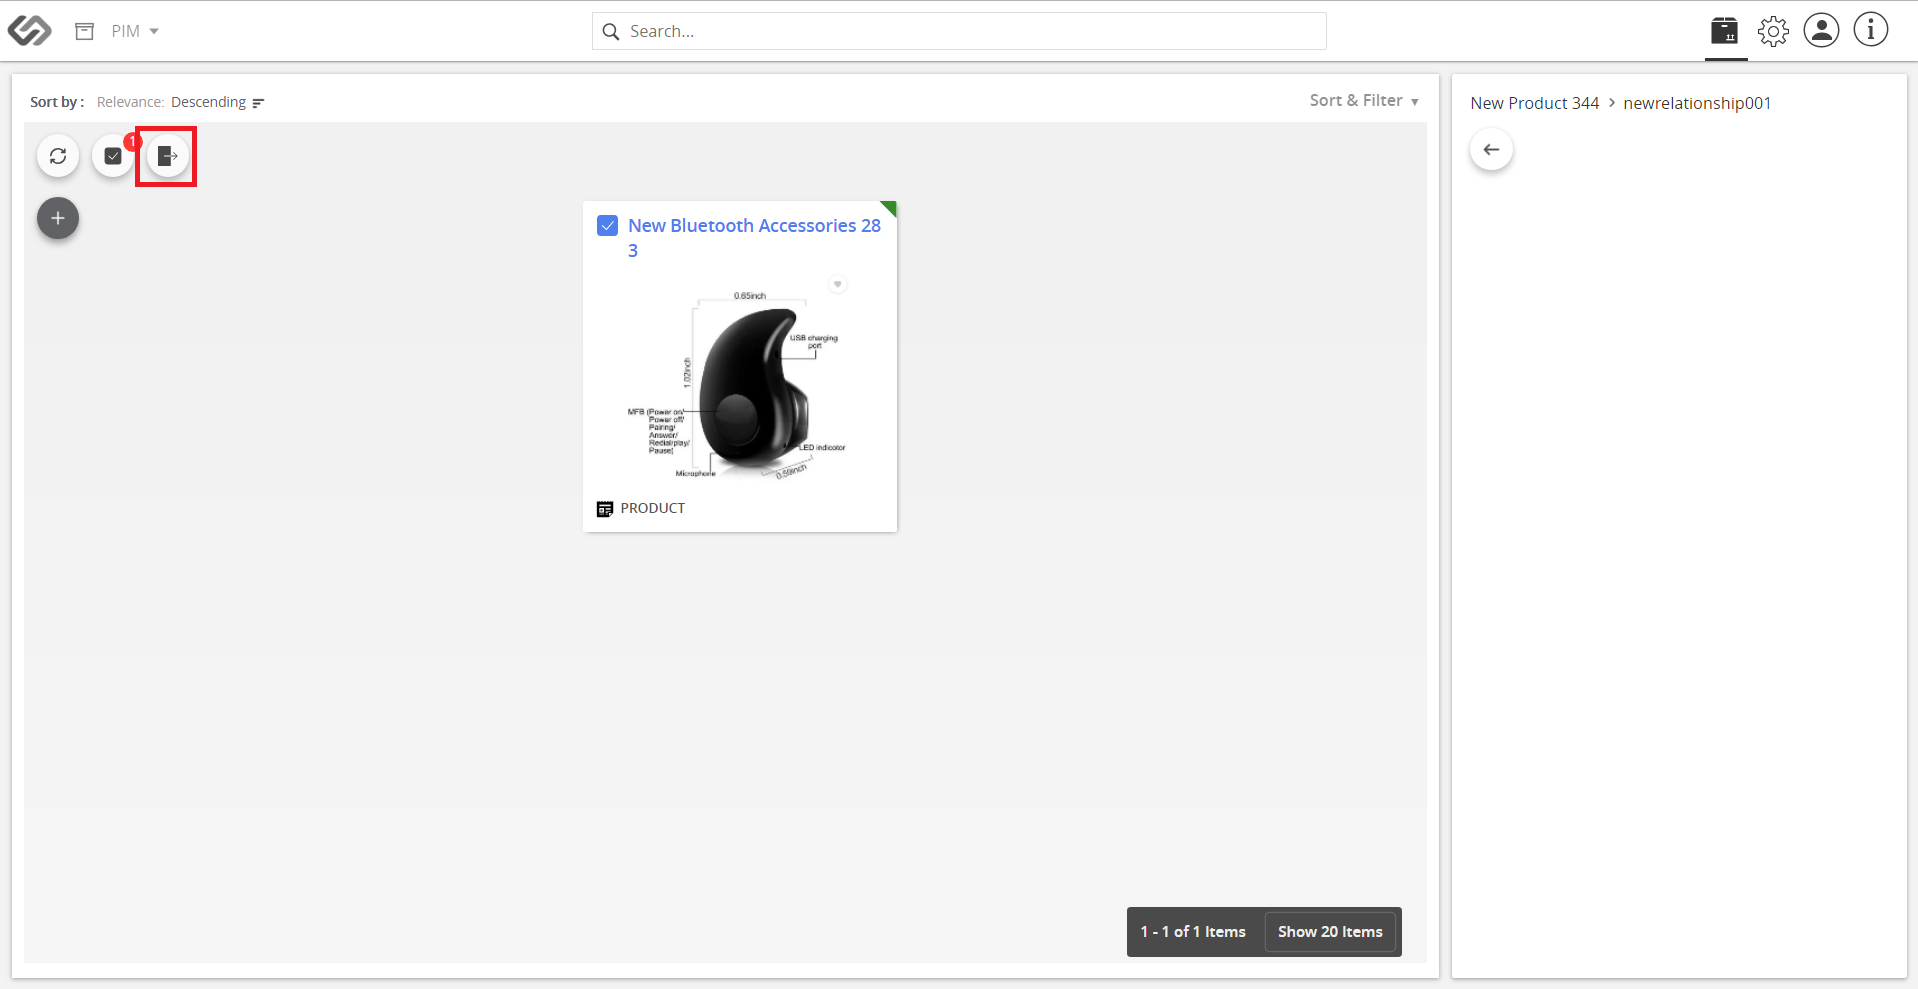 PIM
Search...
Sort by : Relevance: Descending
Sort & Filter
New Product 344 > newrelationship001
1
New Bluetooth Accessories 28
3
0.65inch
USB charging
port
1.02inch
MFB (Power on/
Power off/
Pairing/
Answer/
Redial/play/
Pause)
LED indicator
Microphone
0.59inch
PRODUCT
1 - 1 of 1 Items
Show 20 Items